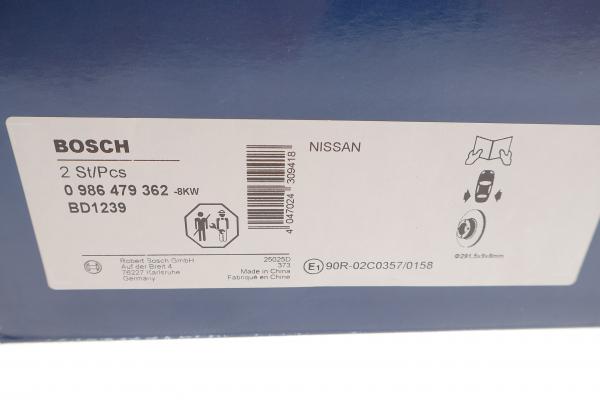 BOSCH
2 St/Pcs
0 986 479 362 -8KW
BD1239
Robert Bosch GmbH
Auf der Breit 4
76227 Karlsruhe
Germany
25025D
373
Made in China
Fabriqué en Chine
4 047024 309418
NISSAN
E1 90R-02C0357/0158
Φ291.5x9x8mm